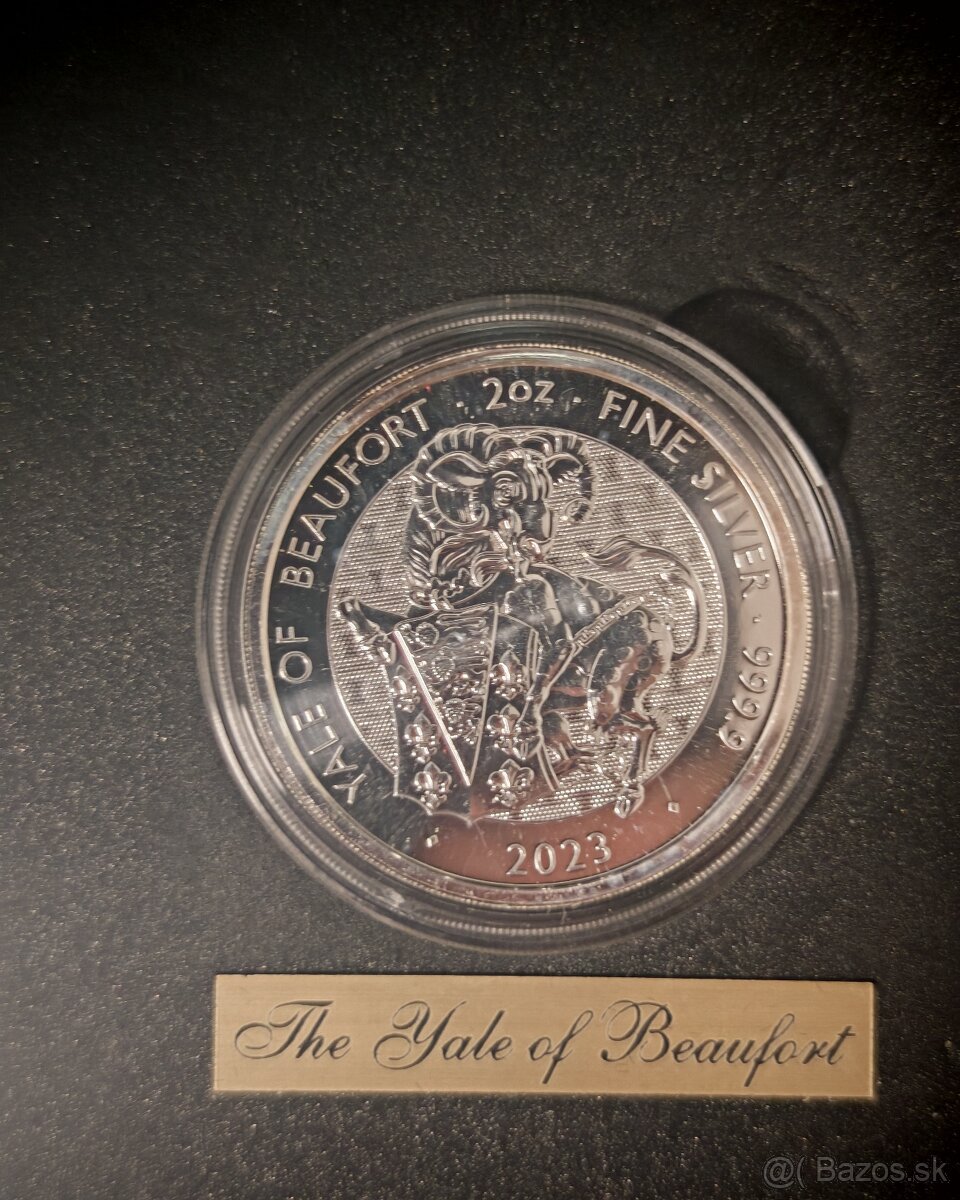 YALE OF BEAUFORT · 2OZ · FINE SILVER · 999.9
2023
The Yale of Beaufort
@( Bazos.sk